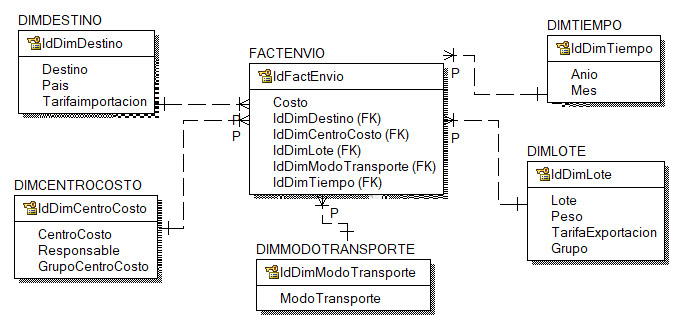 DIMDESTINO
IdDimDestino
Destino
Pais
Tarifaimportacion
FACTENVIO
IdFactEnvio
Costo
IdDimDestino (FK)
IdDimCentroCosto (FK)
IdDimLote (FK)
IdDimModoTransporte (FK)
IdDimTiempo (FK)
DIMTIEMPO
IdDimTiempo
Anio
Mes
P
P
P
P
P
DIMCENTROCOSTO
IdDimCentroCosto
CentroCosto
Responsable
GrupoCentroCosto
DIMMODOTRANSPORTE
IdDimModoTransporte
ModoTransporte
DIMLOTE
IdDimLote
Lote
Peso
TarifaExportacion
Grupo